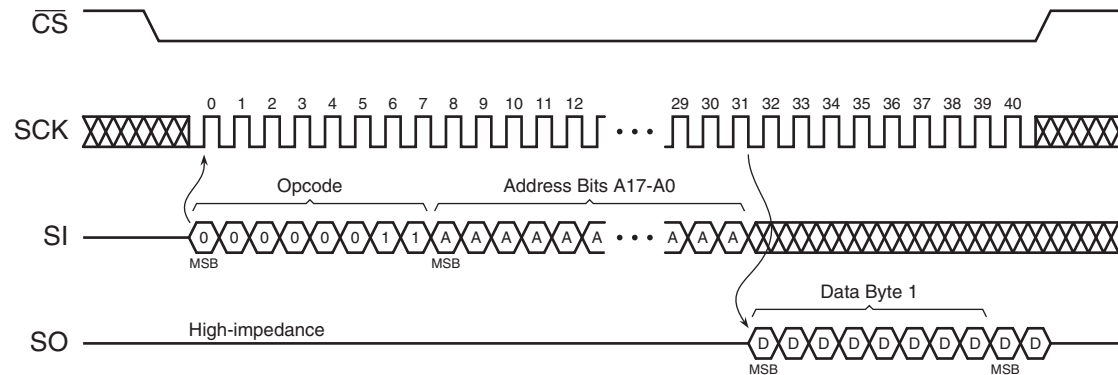 CS
0 1 2 3 4 5 6 7 8 9 10 11 12 29 30 31 32 33 34 35 36 37 38 39 40
SCK
Opcode Address Bits A17-A0
SI 0 0 0 0 0 0 1 1 A A A A A A A A A
MSB MSB
Data Byte 1
High-impedance
SO D D D D D D D D D D
MSB MSB